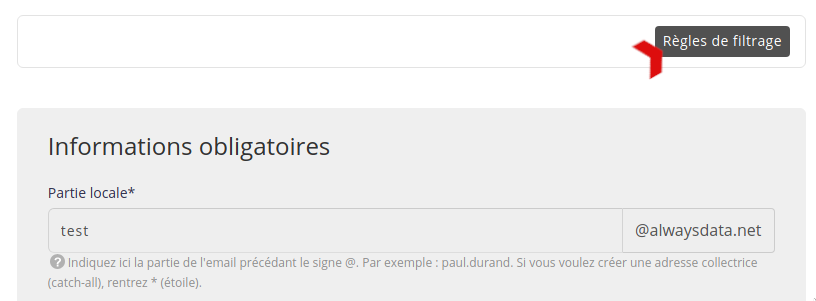 Règles de filtrage
Informations obligatoires
Partie locale*
test
@alwaysdata.net
? Indiquez ici la partie de l'email précédant le signe @. Par exemple : paul.durand. Si vous voulez créer une adresse collectrice
(catch-all), rentrez * (étoile).